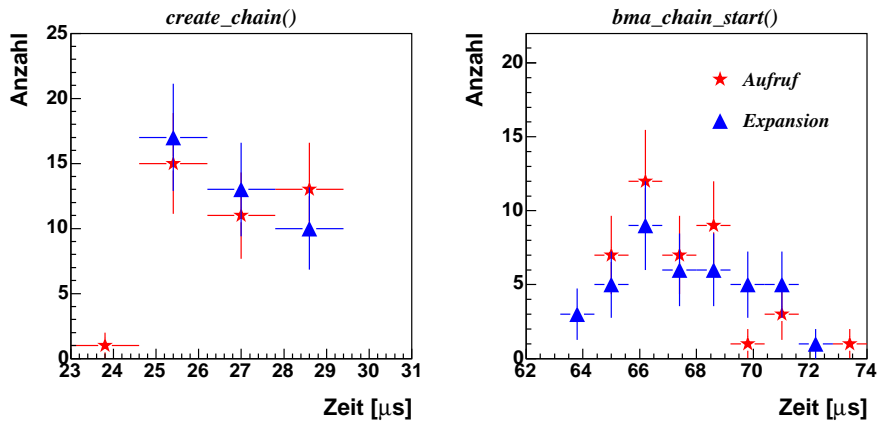 create_chain()
Anzahl
25
20
15
10
5
0
23 24 25 26 27 28 29 30 31
Zeit [μs]
bma_chain_start()
Anzahl
20
15
10
5
0
62 64 66 68 70 72 74
Zeit [μs]
Aufruf
Expansion